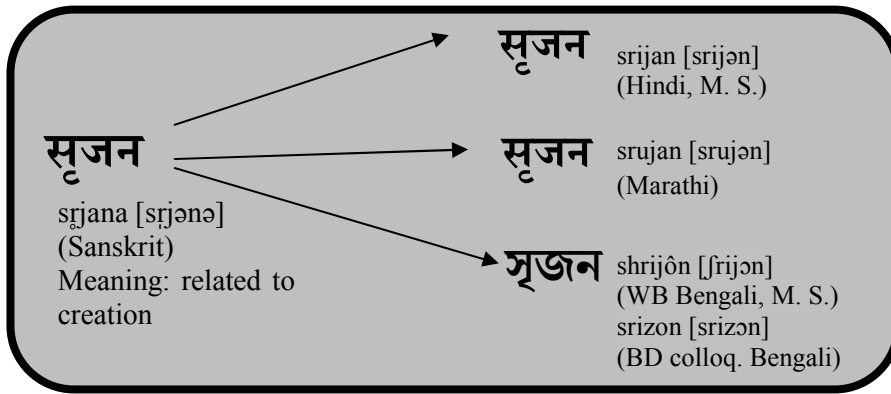 सृजन
sr̥jana [sr̩jənə]
(Sanskrit)
Meaning: related to
creation
सृजन
srijan [srijən]
(Hindi, M. S.)
सृजन
srujan [srujən]
(Marathi)
সৃজন
shrijôn [ʃrijɔn]
(WB Bengali, M. S.)
srizon [srizɔn]
(BD colloq. Bengali)